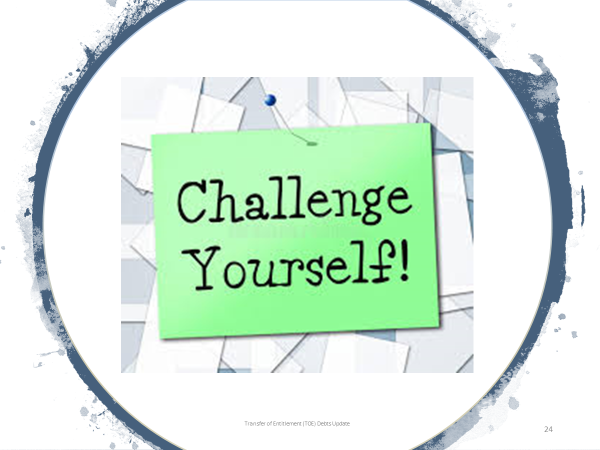 Challenge
Yourself!
Transfer of Entitlement (TOE) Debts Update
24